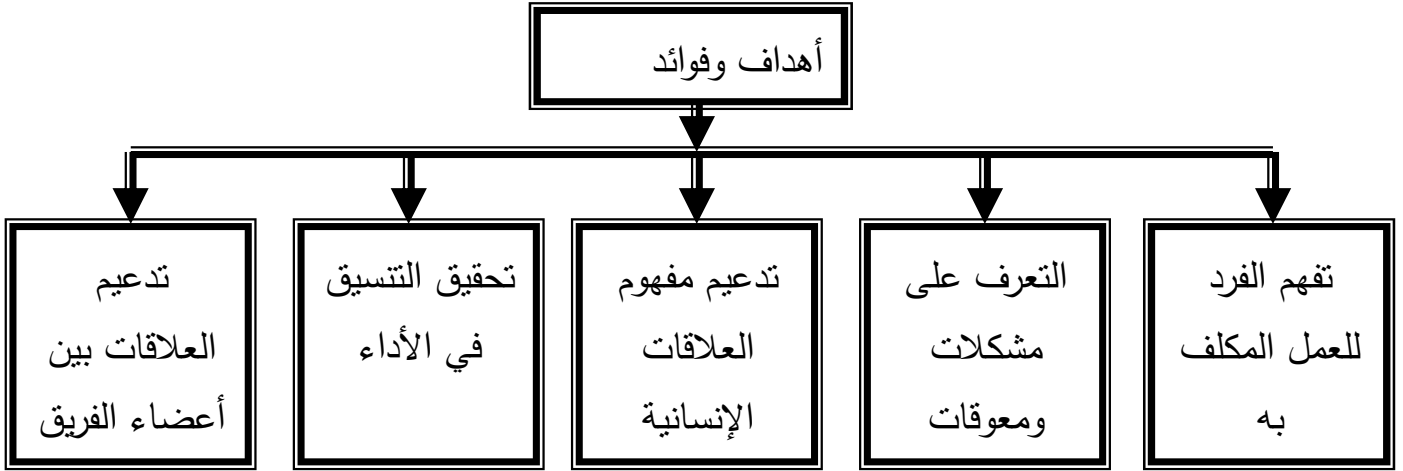 أهداف وفوائد
تفهم الفرد
للعمل المكلف
به
التعرف على
مشكلات
ومعوقات
تدعيم مفهوم
العلاقات
الإنسانية
تحقيق التنسيق
في الأداء
تدعيم
العلاقات بين
أعضاء الفريق